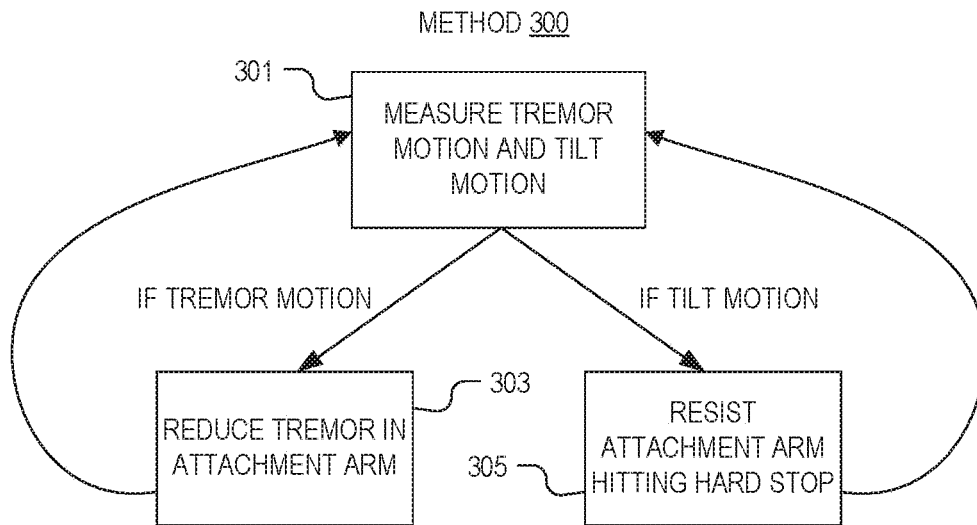 METHOD 300
301
MEASURE TREMOR
MOTION AND TILT
MOTION
IF TREMOR MOTION
IF TILT MOTION
303
REDUCE TREMOR IN
ATTACHMENT ARM
RESIST
ATTACHMENT ARM
HITTING HARD STOP
305